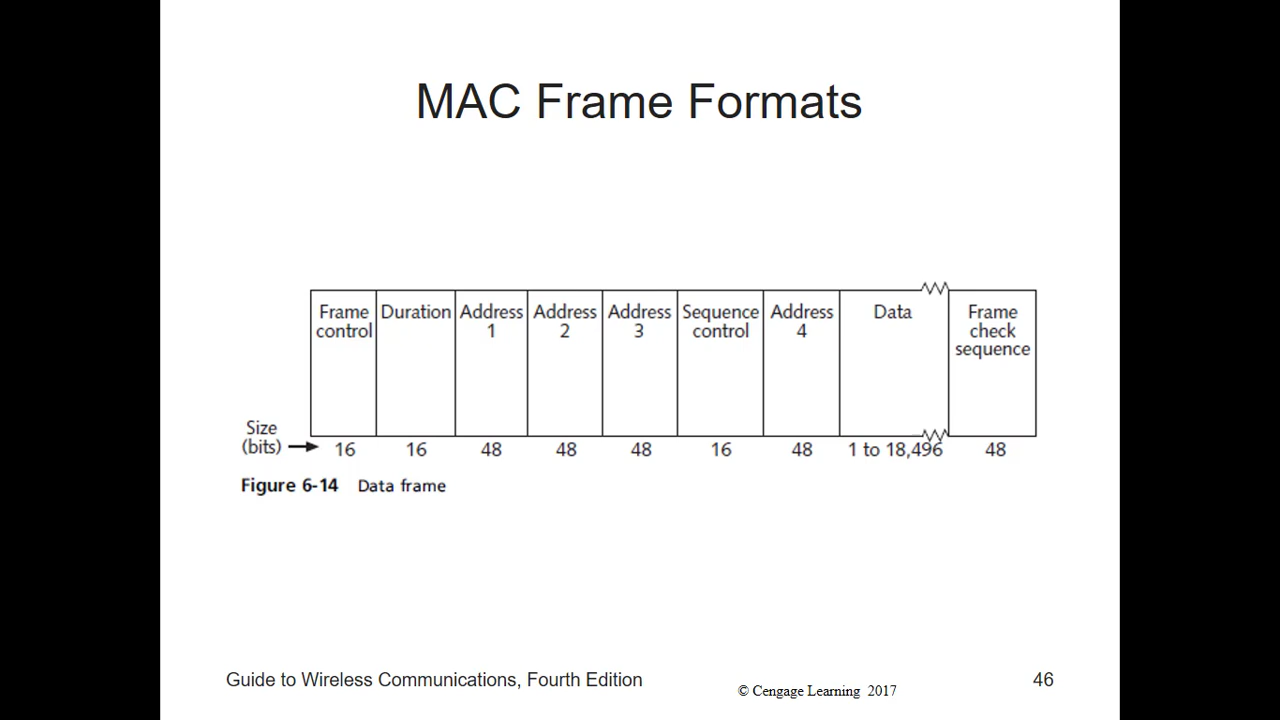 MAC Frame Formats
Frame control
Duration
Address 1
Address 2
Address 3
Sequence control
Address 4
Data
Frame check sequence
Size (bits)
16 16 48 48 48 16 48 1 to 18,496 48
Figure 6-14 Data frame
Guide to Wireless Communications, Fourth Edition
© Cengage Learning 2017
46